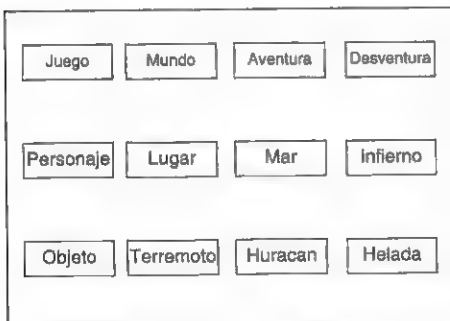 Juego Mundo Aventura Desventura
Personaje Lugar Mar Infierno
Objeto Terremoto Huracan Helada